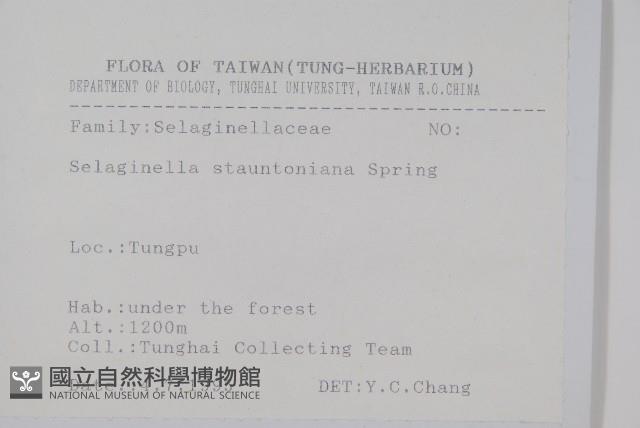 FLORA OF TAIWAN(TUNG-HERBARIUM)
DEPARTMENT OF BIOLOGY, TUNGHAI UNIVERSITY, TAIWAN R.O.CHINA
Family:Selaginellaceae NO:
Selaginella stauntoniana Spring
Loc.:Tungpu
Hab.:under the forest
Alt.:1200m
Coll.:Tunghai Collecting Team
DET:Y.C.Chang
國立自然科學博物館
NATIONAL MUSEUM OF NATURAL SCIENCE